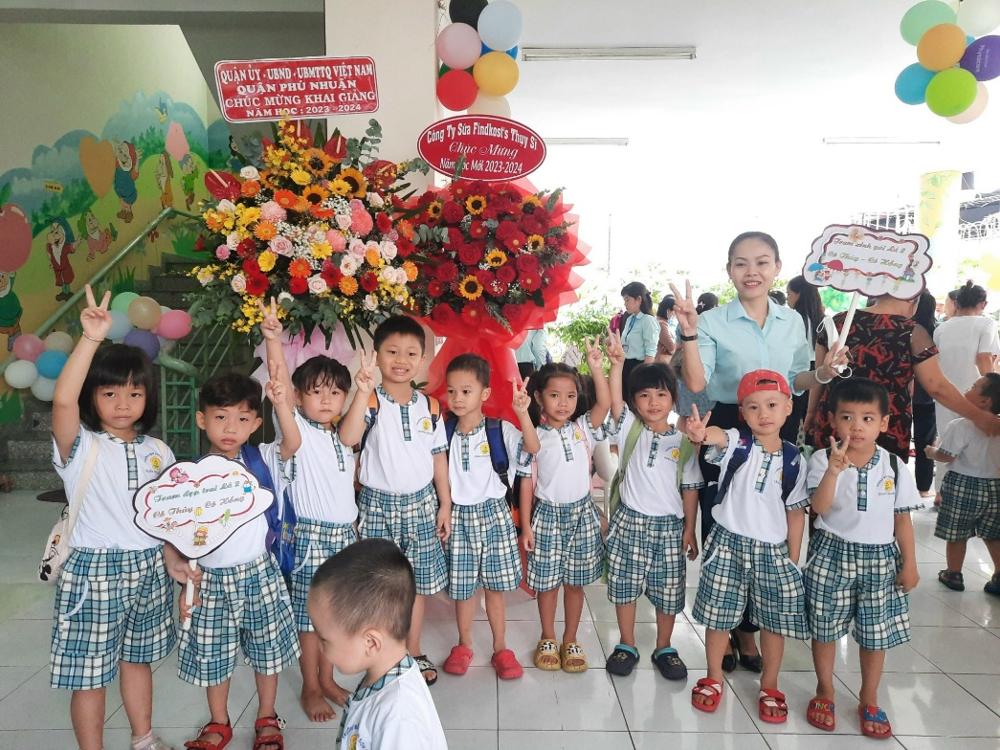 QUẬN ỦY - UBND - UBMTTQ VIỆT NAM
QUẬN PHÚ NHUẬN
CHÚC MỪNG KHAI GIẢNG
NĂM HỌC : 2023 - 2024
Công Ty Sữa Findkost's Thụy Sĩ
Chúc Mừng
Năm Học Mới 2023-2024
Team xinh gái Lá 2
Cô Thủy - Cô Hồng
Team đẹp trai Lá 2
Cô Thủy - Cô Hồng